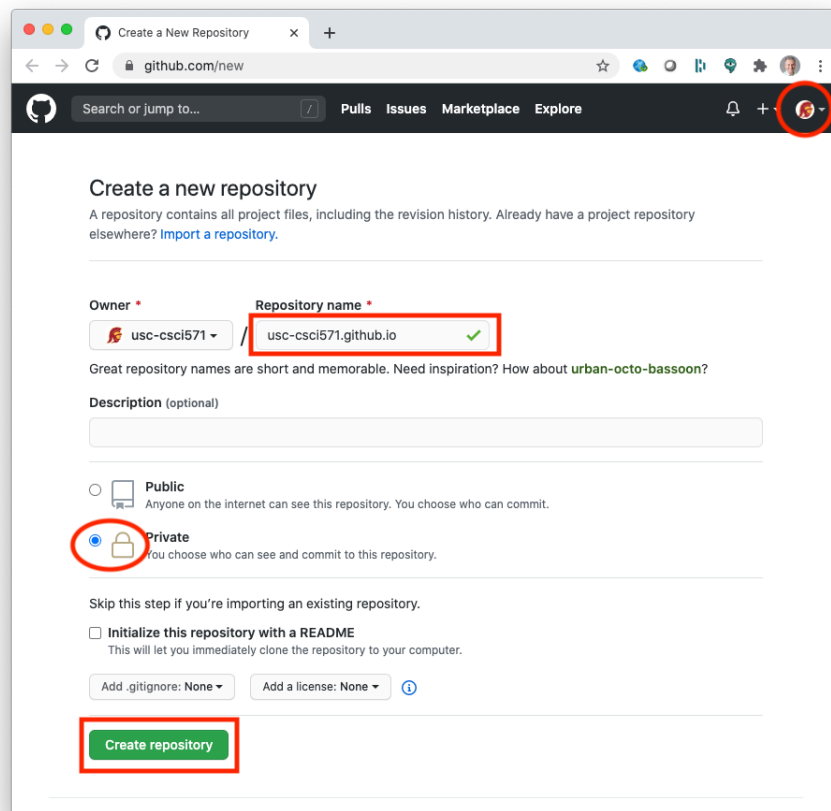 Create a New Repository
github.com/new
Search or jump to... / Pulls Issues Marketplace Explore
Create a new repository
A repository contains all project files, including the revision history. Already have a project repository
elsewhere? Import a repository.
Owner * Repository name *
usc-csci571 / usc-csci571.github.io
Great repository names are short and memorable. Need inspiration? How about urban-octo-bassoon?
Description (optional)
Public
Anyone on the internet can see this repository. You choose who can commit.
Private
You choose who can see and commit to this repository.
Skip this step if you're importing an existing repository.
Initialize this repository with a README
This will let you immediately clone the repository to your computer.
Add .gitignore: None Add a license: None
Create repository